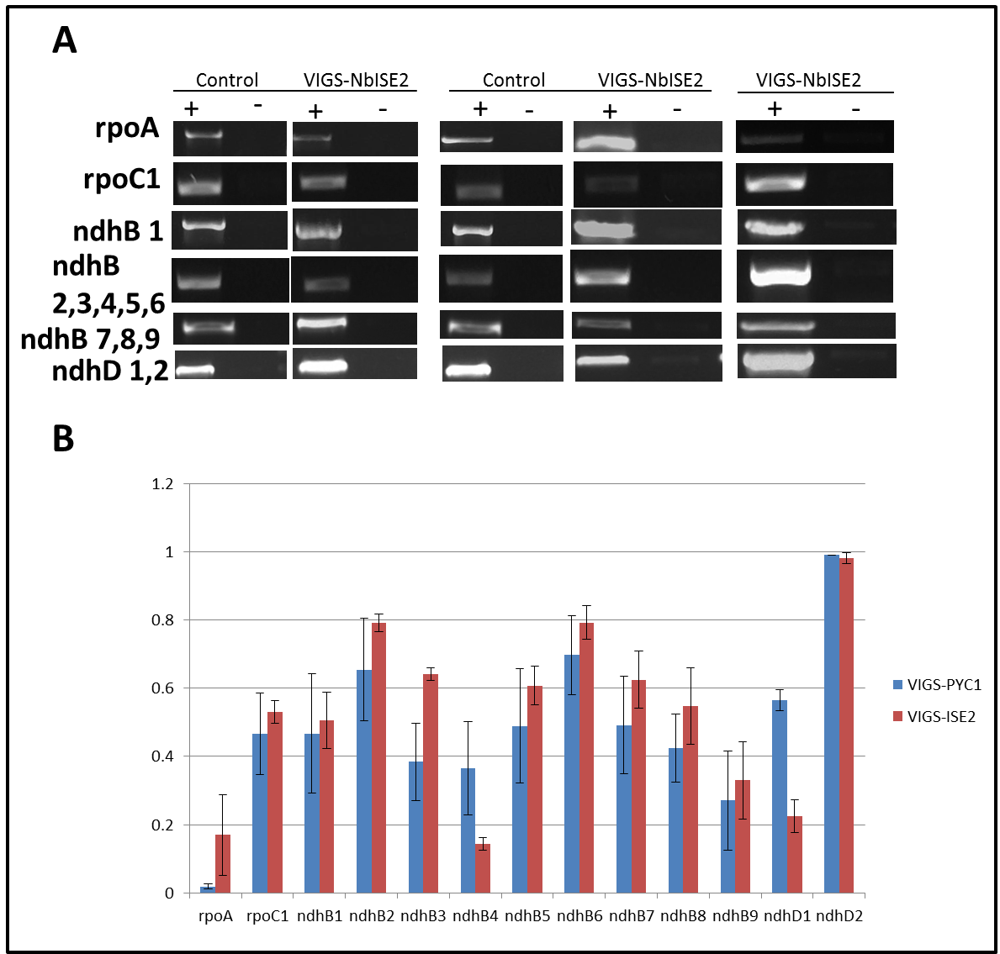 A
Control VIGS-NbISE2 Control VIGS-NbISE2 VIGS-NbISE2
+ - + - + - + - + -
rpoA
rpoC1
ndhB 1
ndhB
2,3,4,5,6
ndhB 7,8,9
ndhD 1,2
B
1.2
1
0.8
0.6
0.4
0.2
0
VIGS-PYC1
VIGS-ISE2
rpoA rpoC1 ndhB1 ndhB2 ndhB3 ndhB4 ndhB5 ndhB6 ndhB7 ndhB8 ndhB9 ndhD1 ndhD2